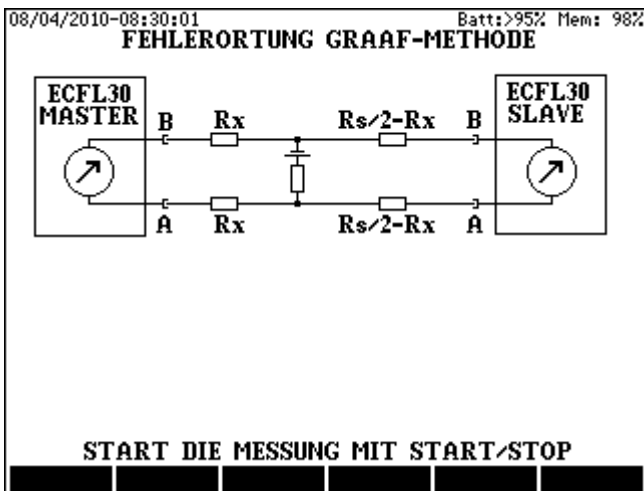 08/04/2010-08:30:01 Batt:>95% Mem: 98%
FEHLERORTUNG GRAAF-METHODE
ECFL30 MASTER
B Rx Rs/2-Rx B
ECFL30 SLAVE
A Rx Rs/2-Rx A
START DIE MESSUNG MIT START/STOP